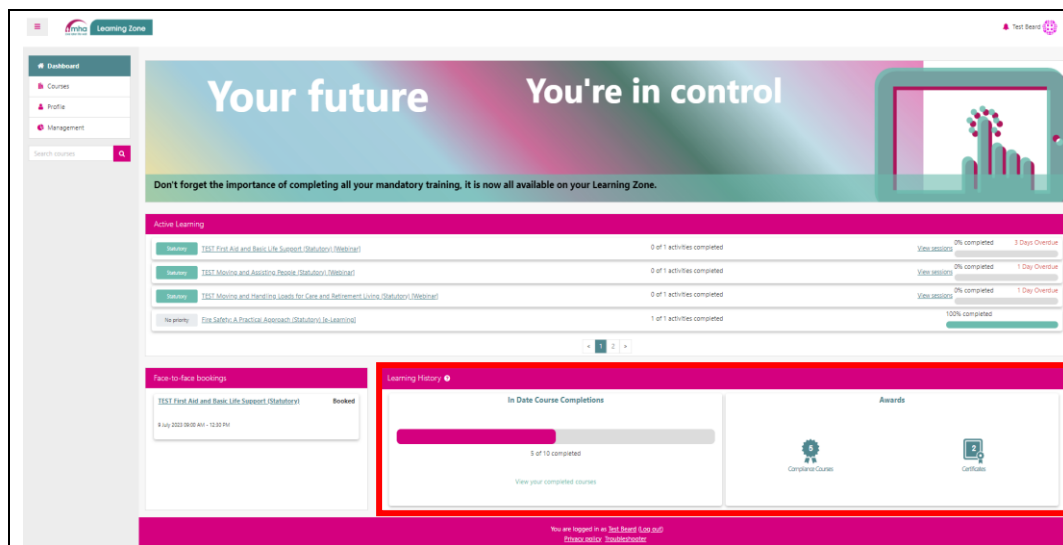 mha Learning Zone
Test Beard
Dashboard
Courses
Profile
Management
Search courses
Your future You're in control
Don't forget the importance of completing all your mandatory training, it is now all available on your Learning Zone.
Active Learning
Statutory TEST First Aid and Basic Life Support (Statutory) [Webinar] 0 of 1 activities completed View sessions 0% completed 3 Days Overdue
Statutory TEST Moving and Assisting People (Statutory) [Webinar] 0 of 1 activities completed View sessions 0% completed 1 Day Overdue
Statutory TEST Moving and Handling Loads for Care and Retirement Living (Statutory) [Webinar] 0 of 1 activities completed View sessions 0% completed 1 Day Overdue
No priority Fire Safety: A Practical Approach (Statutory) [e-Learning] 1 of 1 activities completed 100% completed
« 1 2 »
Face-to-face bookings
TEST First Aid and Basic Life Support (Statutory) Booked
9 July 2023 09:00 AM - 12:30 PM
Learning History
In Date Course Completions
5 of 10 completed
View your completed courses
Awards
5
Compliance Courses
2
Certificates
You are logged in as Test Beard (Log out)
Privacy policy Troubleshooter